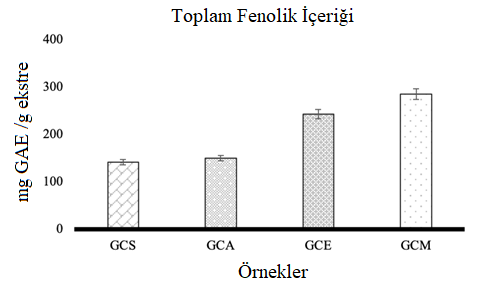 Toplam Fenolik İçeriği
mg GAE /g ekstre
400
300
200
100
0
GCS GCA GCE GCM
Örnekler